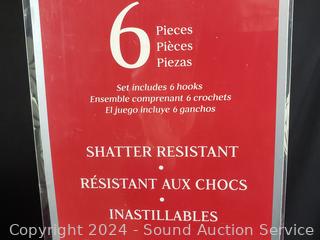 6 Pieces
Pièces
Piezas
Set includes 6 hooks
Ensemble comprenant 6 crochets
El juego incluye 6 ganchos
SHATTER RESISTANT
•
RÉSISTANT AUX CHOCS
•
INASTILLABLES
Copyright 2024 - Sound Auction Service